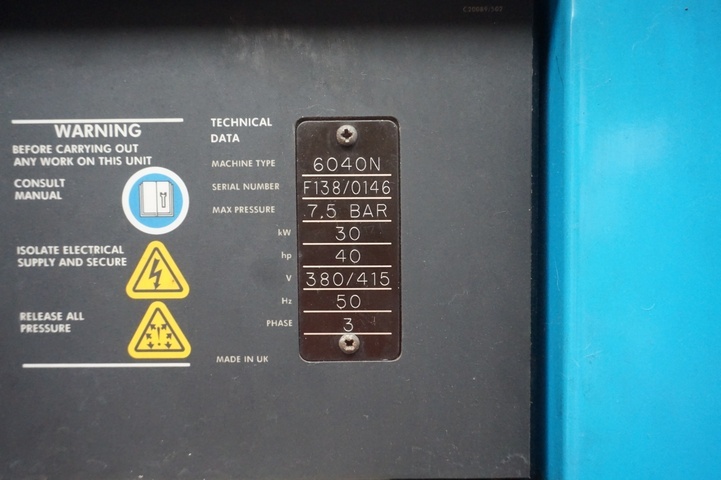 WARNING
BEFORE CARRYING OUT
ANY WORK ON THIS UNIT
CONSULT
MANUAL
ISOLATE ELECTRICAL
SUPPLY AND SECURE
RELEASE ALL
PRESSURE
TECHNICAL
DATA
MACHINE TYPE 6040N
SERIAL NUMBER F138/0146
MAX PRESSURE 7.5 BAR
kW 30
hp 40
V 380/415
Hz 50
PHASE 3
MADE IN UK